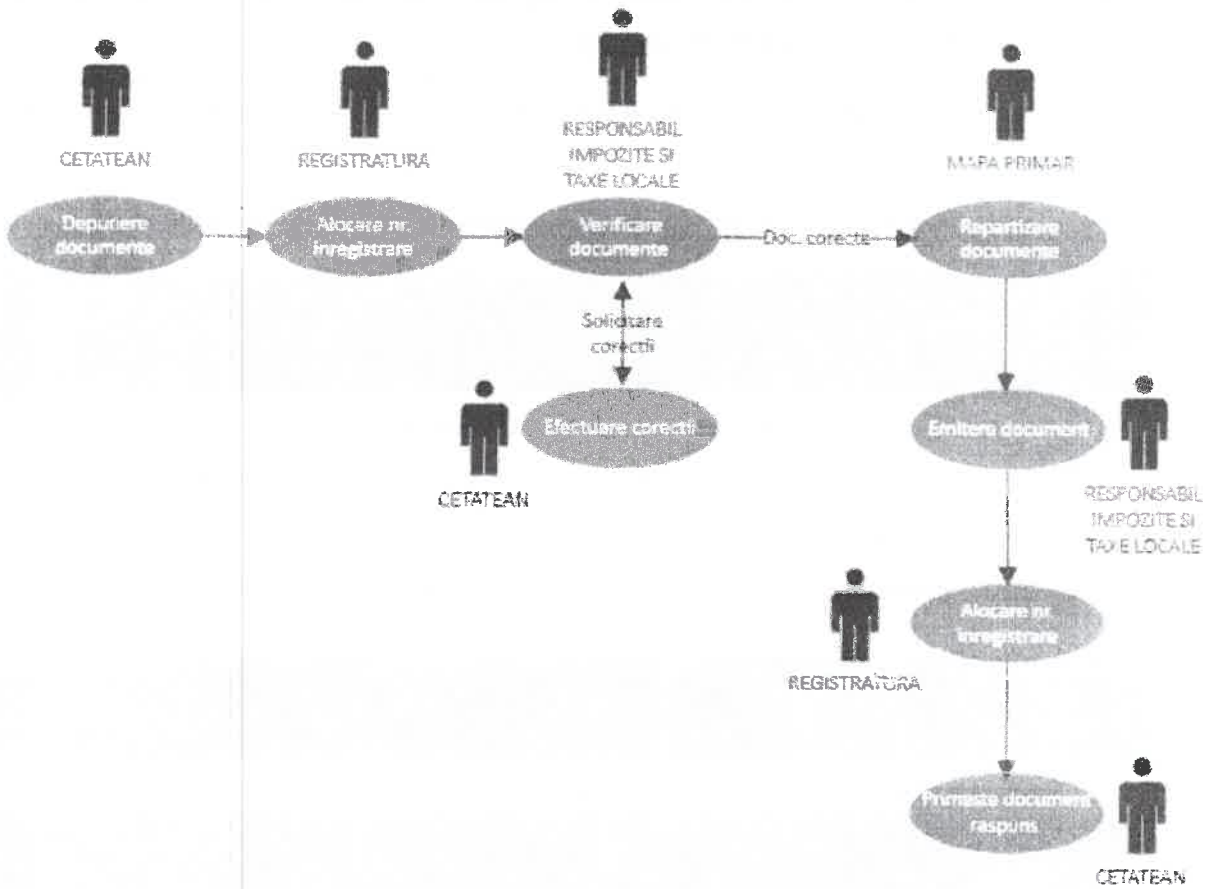 CETATEAN
REGISTRATURA
RESPONSABIL
IMPOZITE SI
TAXE LOCALE
MAPA PRIMAR
Depuriere
documente
Alocare nr.
inregistrare
Verificare
documente
Doc. corecte
Repartizare
documente
Solicitare
corectii
CETATEAN
Efectuare corectii
Emitere document
RESPONSABIL
IMPOZITE SI
TAXE LOCALE
REGISTRATURA
Alocare nr.
inregistrare
Primeste document
raspuns
CETATEAN